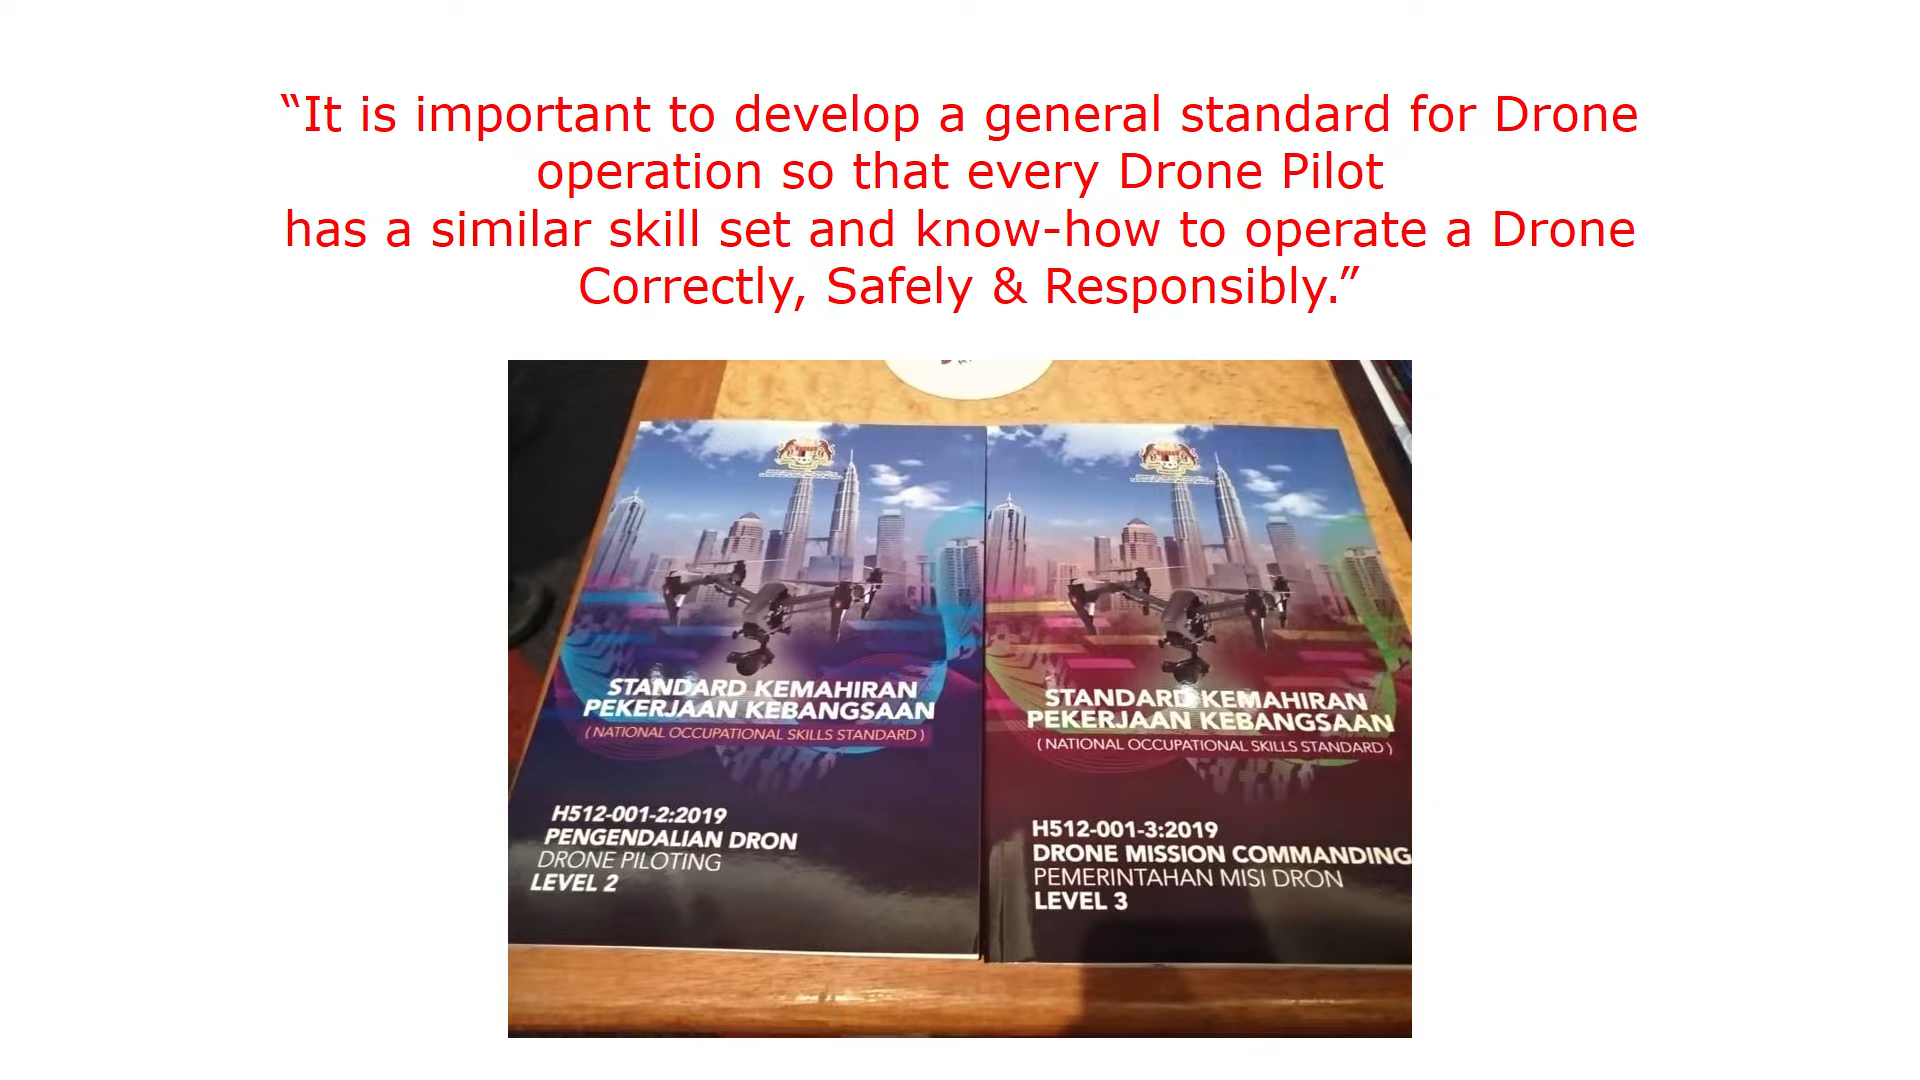 “It is important to develop a general standard for Drone
operation so that every Drone Pilot
has a similar skill set and know-how to operate a Drone
Correctly, Safely & Responsibly.”
STANDARD KEMAHIRAN
PEKERJAAN KEBANGSAAN
( NATIONAL OCCUPATIONAL SKILLS STANDARD )
H512-001-2:2019
PENGENDALIAN DRON
DRONE PILOTING
LEVEL 2
STANDARD KEMAHIRAN
PEKERJAAN KEBANGSAAN
( NATIONAL OCCUPATIONAL SKILLS STANDARD )
H512-001-3:2019
DRONE MISSION COMMANDING
PEMERINTAHAN MISI DRON
LEVEL 3